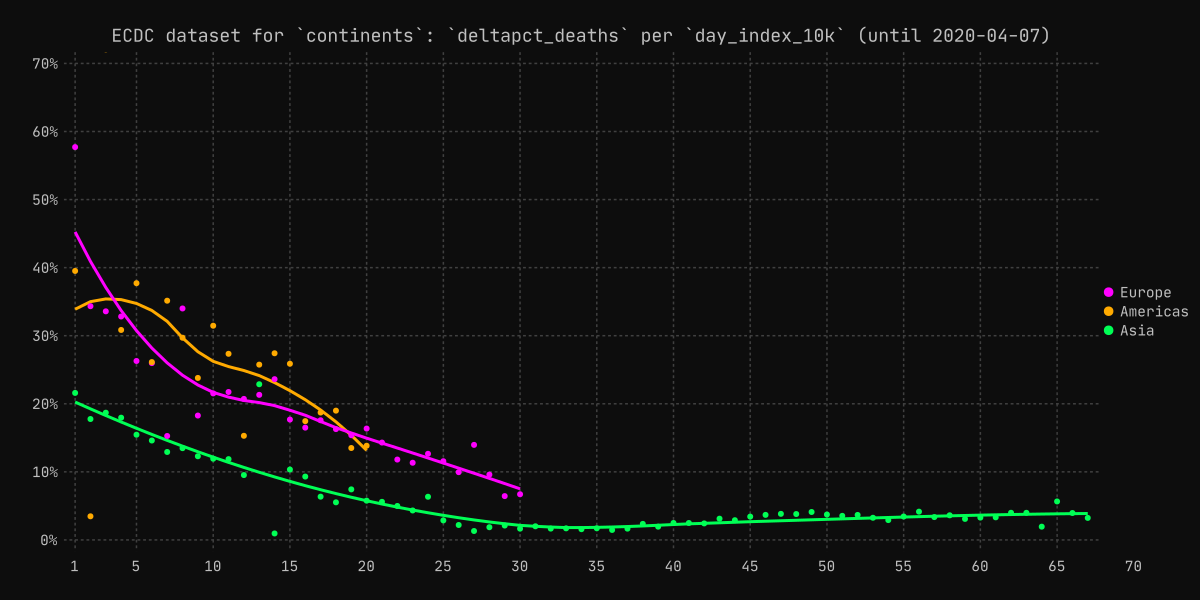 ECDC dataset for `continents`: `deltapct_deaths` per `day_index_10k` (until 2020-04-07)
70%
60%
50%
40%
30%
20%
10%
0%
Europe
Americas
Asia
1 5 10 15 20 25 30 35 40 45 50 55 60 65 70